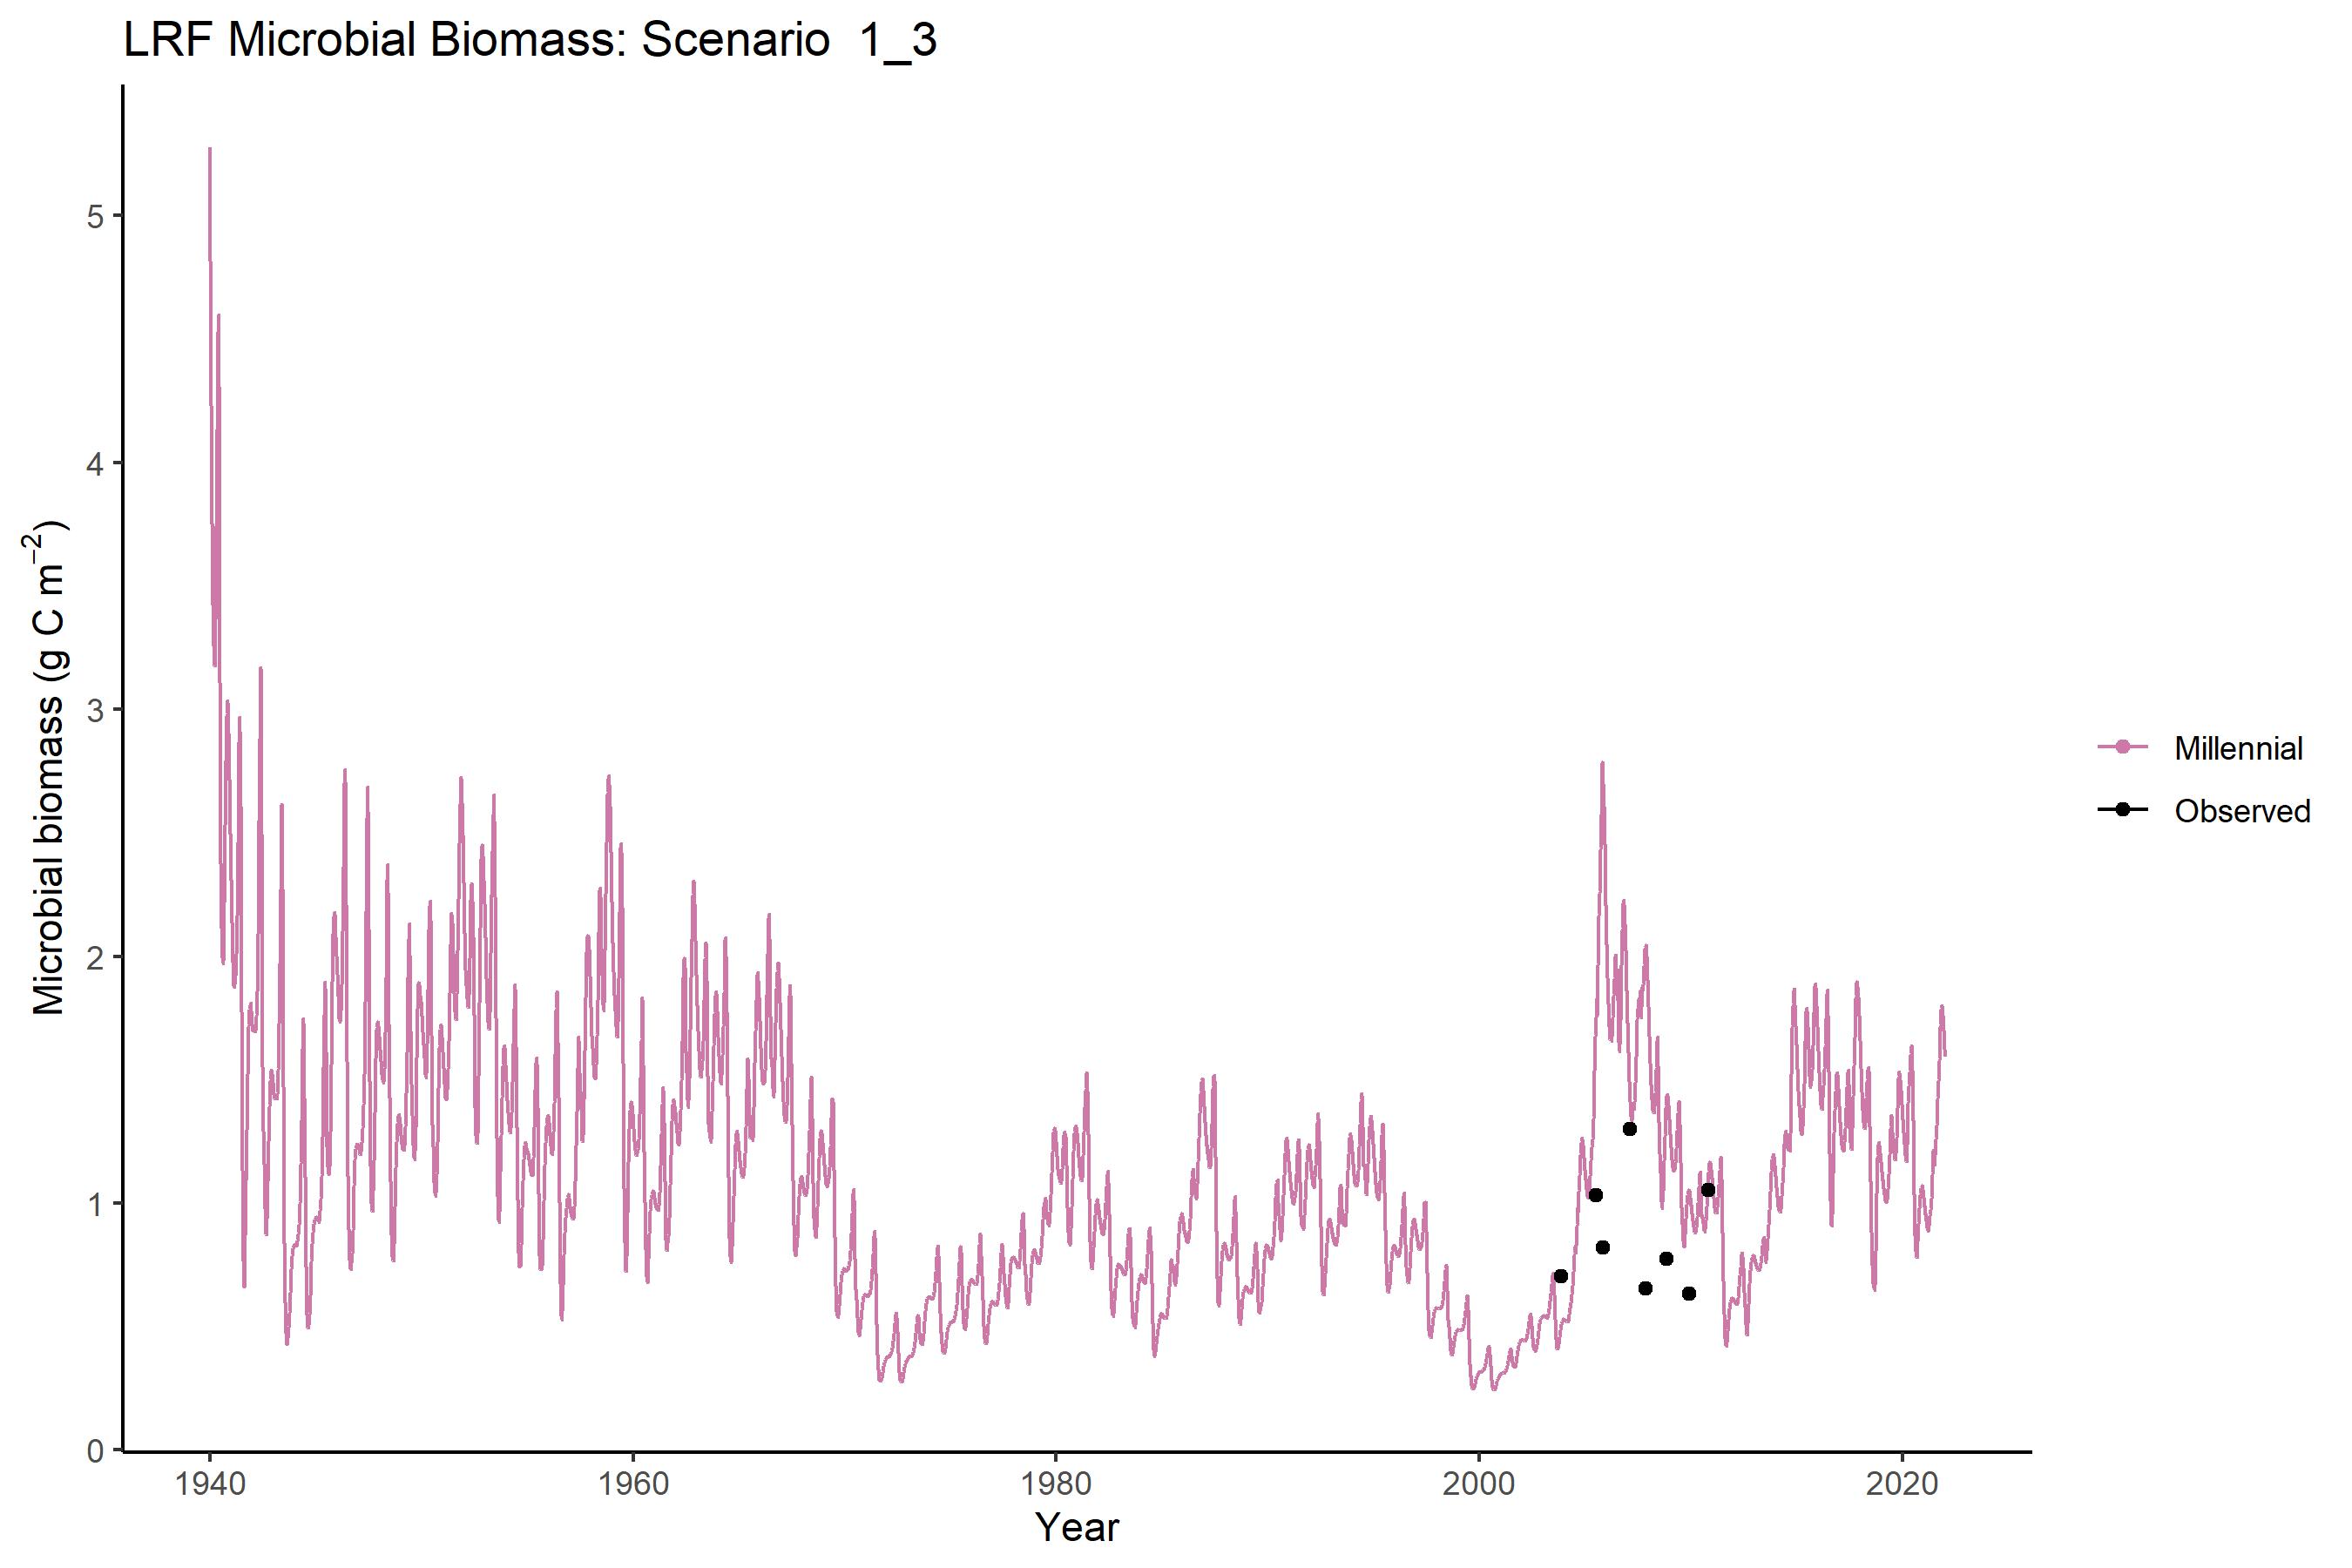 LRF Microbial Biomass: Scenario  1_3
Microbial biomass (g C m⁻²)
5
4
3
2
1
0
1940 1960 1980 2000 2020
Year
Millennial
Observed